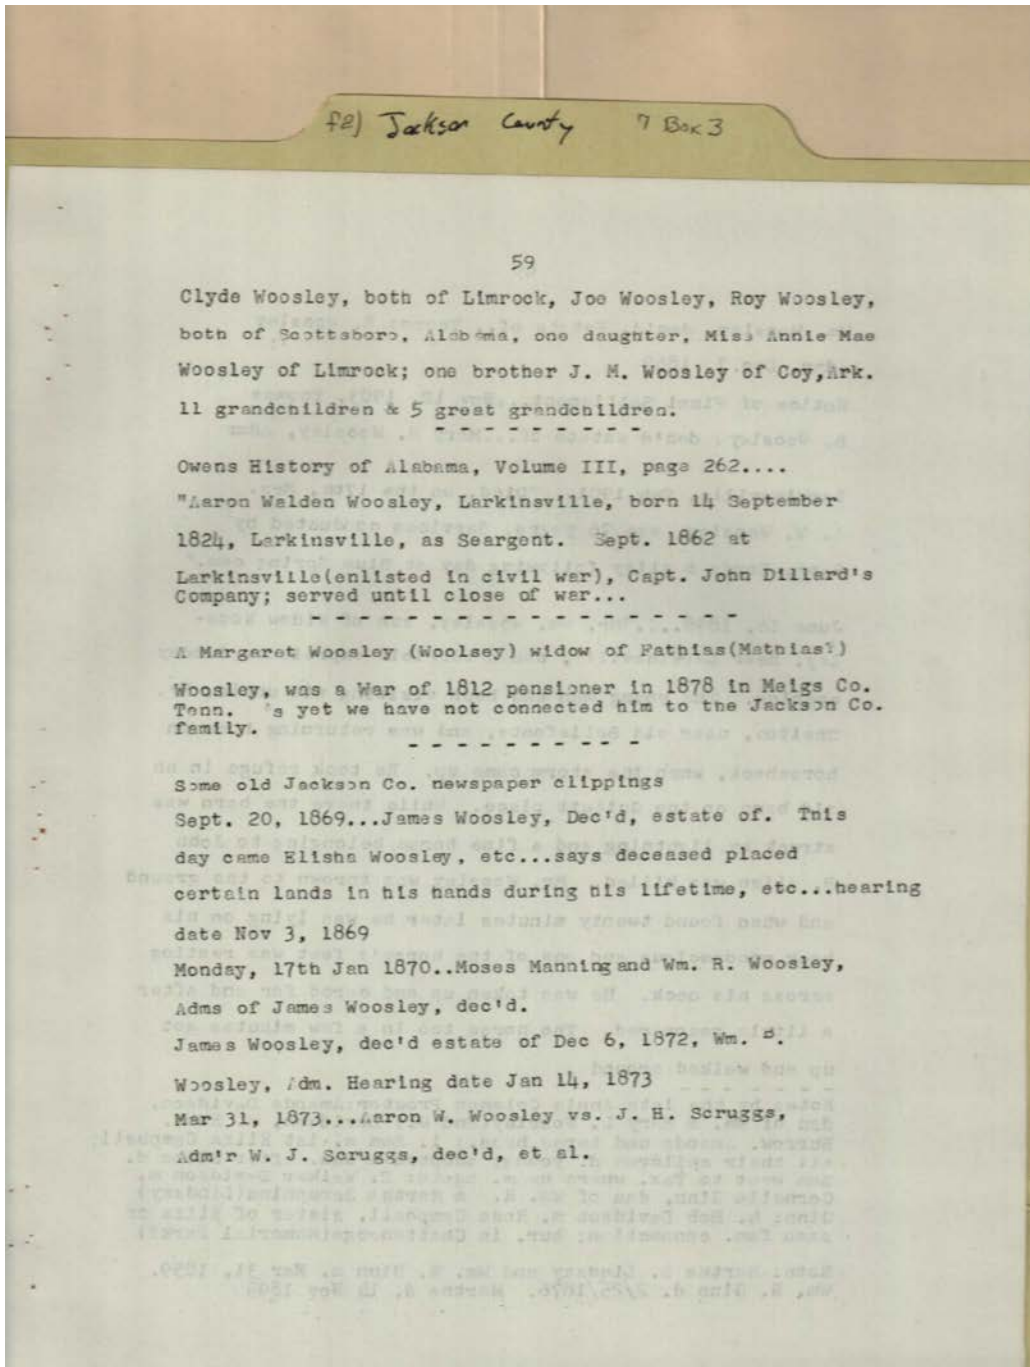 f2) Jackson County 7 Box 3
59
Clyde Woosley, both of Limrock, Joe Woosley, Roy Woosley,
both of Scottsboro, Alabama, one daughter, Miss Annie Mae
Woosley of Limrock; one brother J. M. Woosley of Coy,Ark.
11 grandchildren & 5 great grandchildren.
- - - - - - - - - -
Owens History of Alabama, Volume III, page 262....
"Aaron Walden Woosley, Larkinsville, born 14 September
1824, Larkinsville, as Seargent. Sept. 1862 at
Larkinsville(enlisted in civil war), Capt. John Dillard's
Company; served until close of war...
- - - - - - - - - - - - - - - - - -
A Margaret Woosley (Woolsey) widow of Fathias(Mathias?)
Woosley, was a War of 1812 pensioner in 1878 in Meigs Co.
Tenn. 's yet we have not connected him to the Jackson Co.
family.
- - - - - - - - - -
Some old Jackson Co. newspaper clippings
Sept. 20, 1869...James Woosley, Dec'd, estate of. This
day came Elisha Woosley, etc...says deceased placed
certain lands in his hands during his lifetime, etc...hearing
date Nov 3, 1869
Monday, 17th Jan 1870..Moses Manning and Wm. R. Woosley,
Adms of James Woosley, dec'd.
James Woosley, dec'd estate of Dec 6, 1872, Wm. B.
Woosley, Adm. Hearing date Jan 14, 1873
Mar 31, 1873...Aaron W. Woosley vs. J. H. Scruggs,
Adm'r W. J. Scruggs, dec'd, et al.